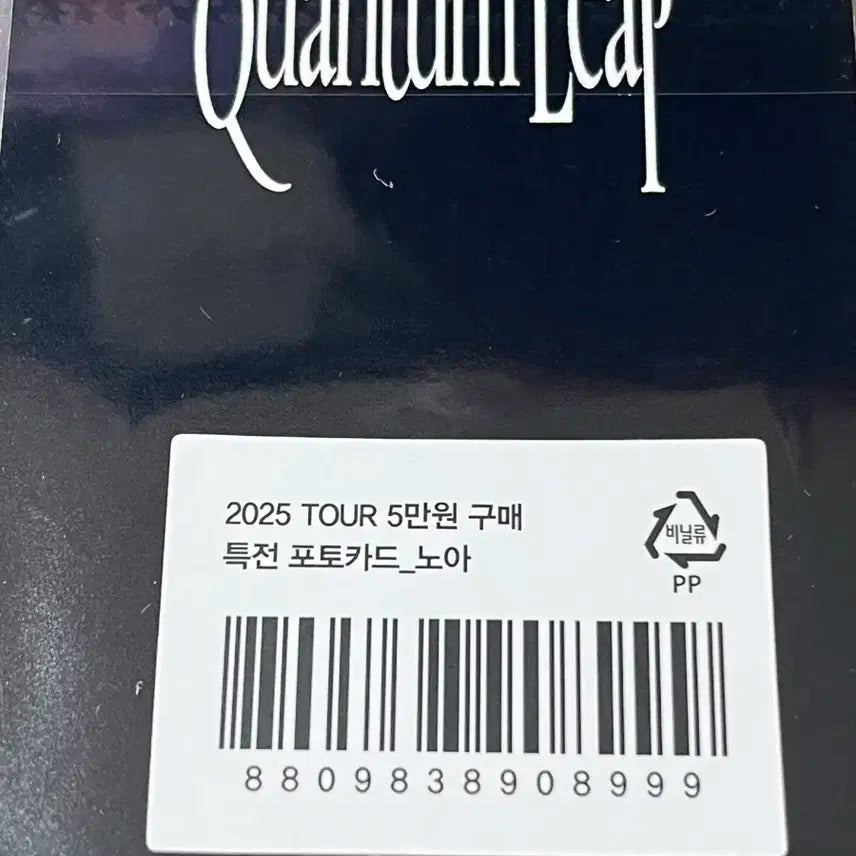 Quantum Leap
2025 TOUR 5만원 구매
특전 포토카드_노아
비닐류
PP
8809838908999